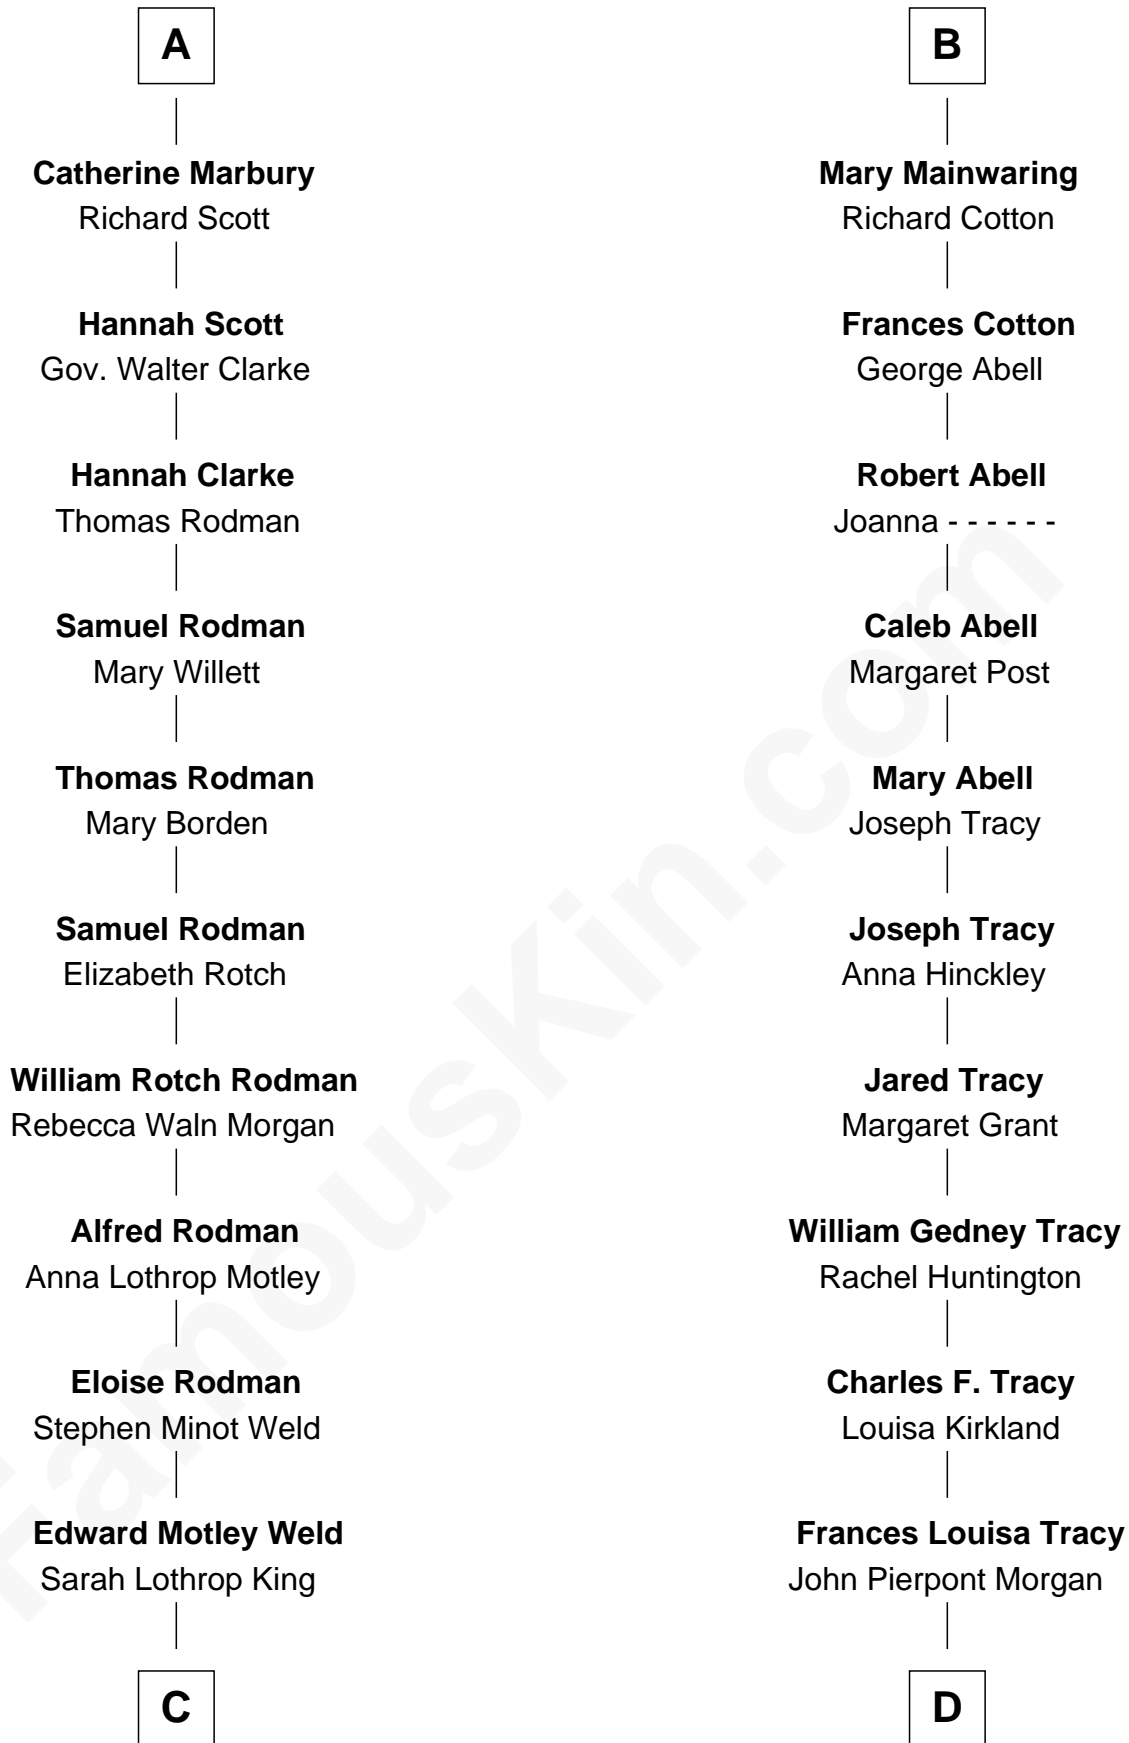 A
Catherine Marbury
Richard Scott
Hannah Scott
Gov. Walter Clarke
Hannah Clarke
Thomas Rodman
Samuel Rodman
Mary Willett
Thomas Rodman
Mary Borden
Samuel Rodman
Elizabeth Rotch
William Rotch Rodman
Rebecca Waln Morgan
Alfred Rodman
Anna Lothrop Motley
Eloise Rodman
Stephen Minot Weld
Edward Motley Weld
Sarah Lothrop King
C
B
Mary Mainwaring
Richard Cotton
Frances Cotton
George Abell
Robert Abell
Joanna - - - - - -
Caleb Abell
Margaret Post
Mary Abell
Joseph Tracy
Joseph Tracy
Anna Hinckley
Jared Tracy
Margaret Grant
William Gedney Tracy
Rachel Huntington
Charles F. Tracy
Louisa Kirkland
Frances Louisa Tracy
John Pierpont Morgan
D
FamousKin.com